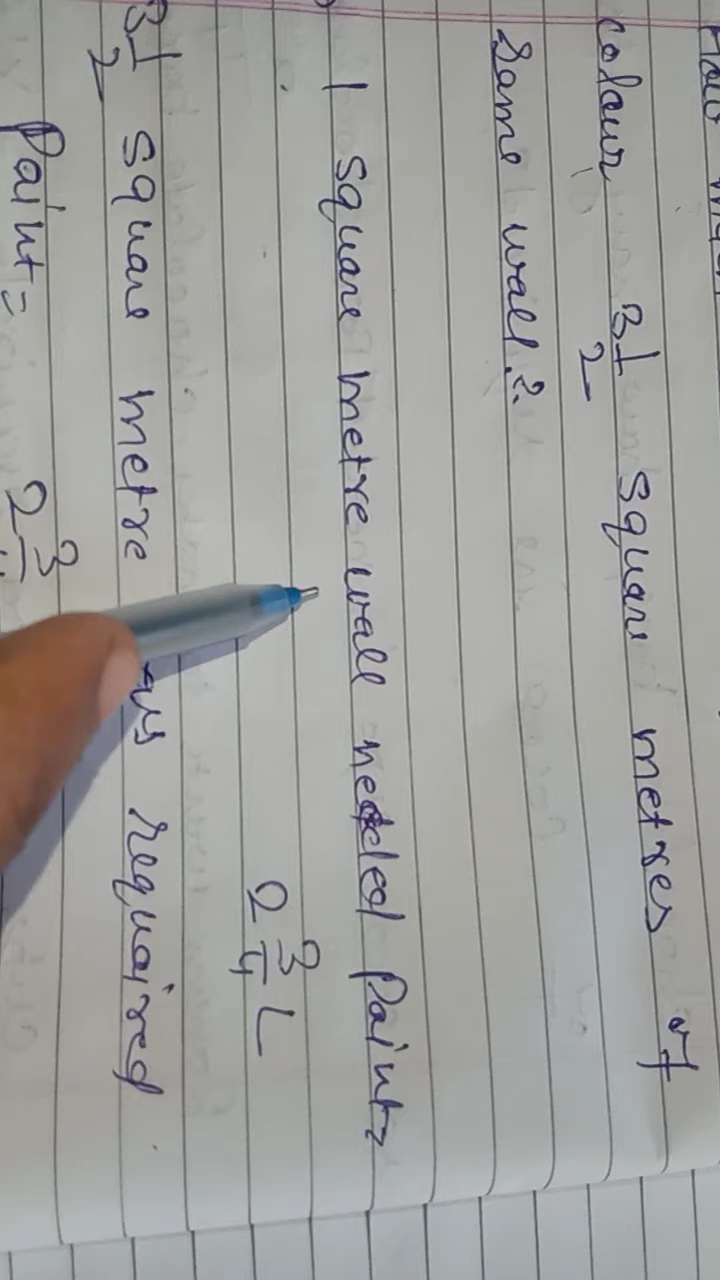 colour 3 1/2 square metres of
same wall?
1 square metre wall needed Paint=
2 3/4 L
3 1/2 square metre requaired
Paint = 2 3/4